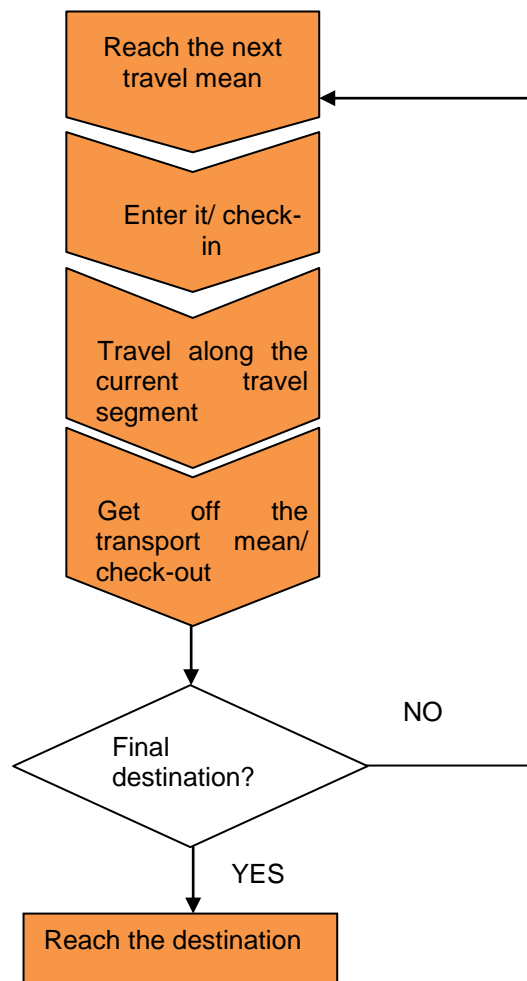 Reach the next
travel mean
Enter it/ check-
in
Travel along the
current travel
segment
Get off the
transport mean/
check-out
NO
Final
destination?
YES
Reach the destination